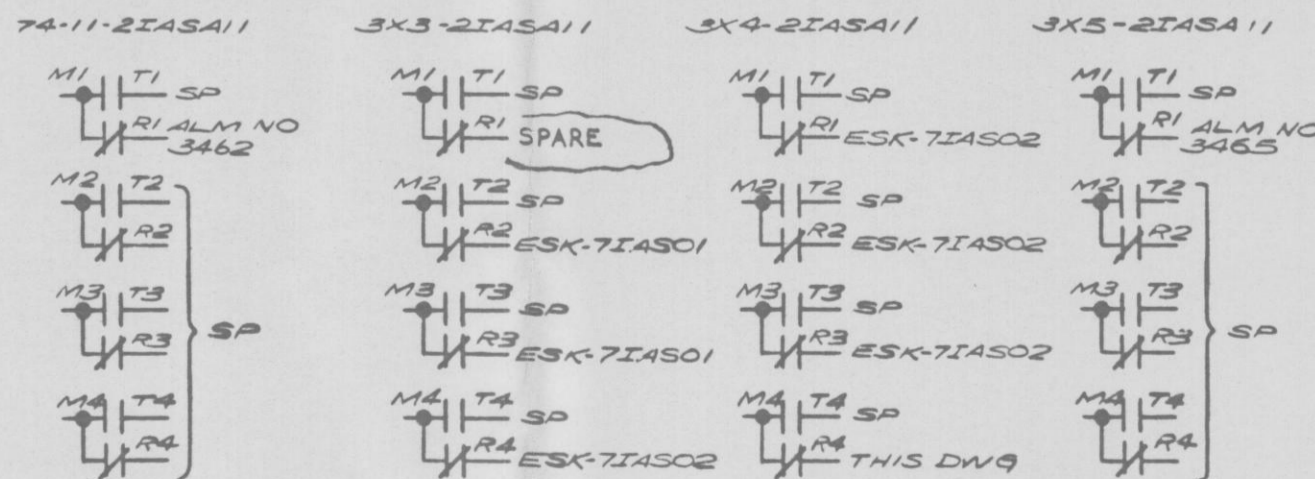 74-11-2IASA11
M1 T1 SP
R1 ALM NO
3462
M2 T2
R2
M3 T3
R3
SP
M4 T4
R4
3X3-2IASA11
M1 T1 SP
R1 SPARE
M2 T2 SP
R2 ESK-7IAS01
M3 T3 SP
R3 ESK-7IAS01
M4 T4 SP
R4 ESK-7IAS02
3X4-2IASA11
M1 T1 SP
R1 ESK-7IAS02
M2 T2 SP
R2 ESK-7IAS02
M3 T3 SP
R3 ESK-7IAS02
M4 T4 SP
R4 THIS DWG
3X5-2IASA11
M1 T1 SP
R1 ALM NO
3465
M2 T2
R2
M3 T3
R3
SP
M4 T4
R4